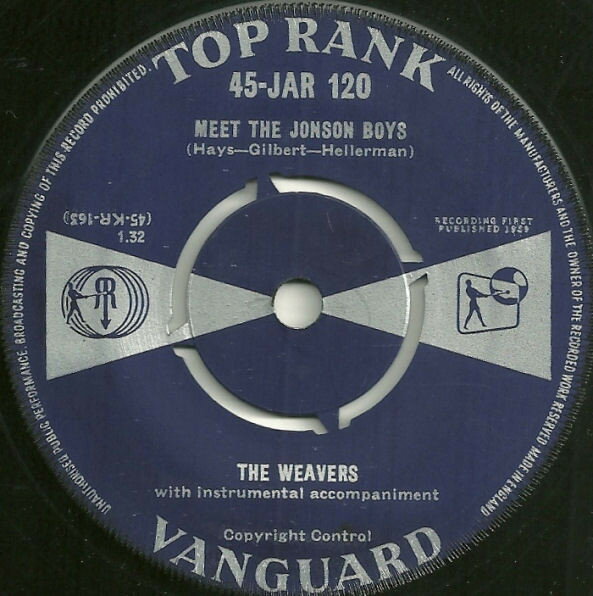 TOP RANK
45-JAR 120
MEET THE JONSON BOYS
(Hays—Gilbert—Hellerman)
(45-KR-163)
1.32
RECORDING FIRST
PUBLISHED 1959
THE WEAVERS
with instrumental accompaniment
Copyright Control
VANGUARD
ALL RIGHTS OF THE MANUFACTURERS AND THE OWNER OF THE RECORDED WORK RESERVED MADE IN ENGLAND
UNAUTHORISED PUBLIC PERFORMANCE, BROADCASTING AND COPYING OF THIS RECORD PROHIBITED.